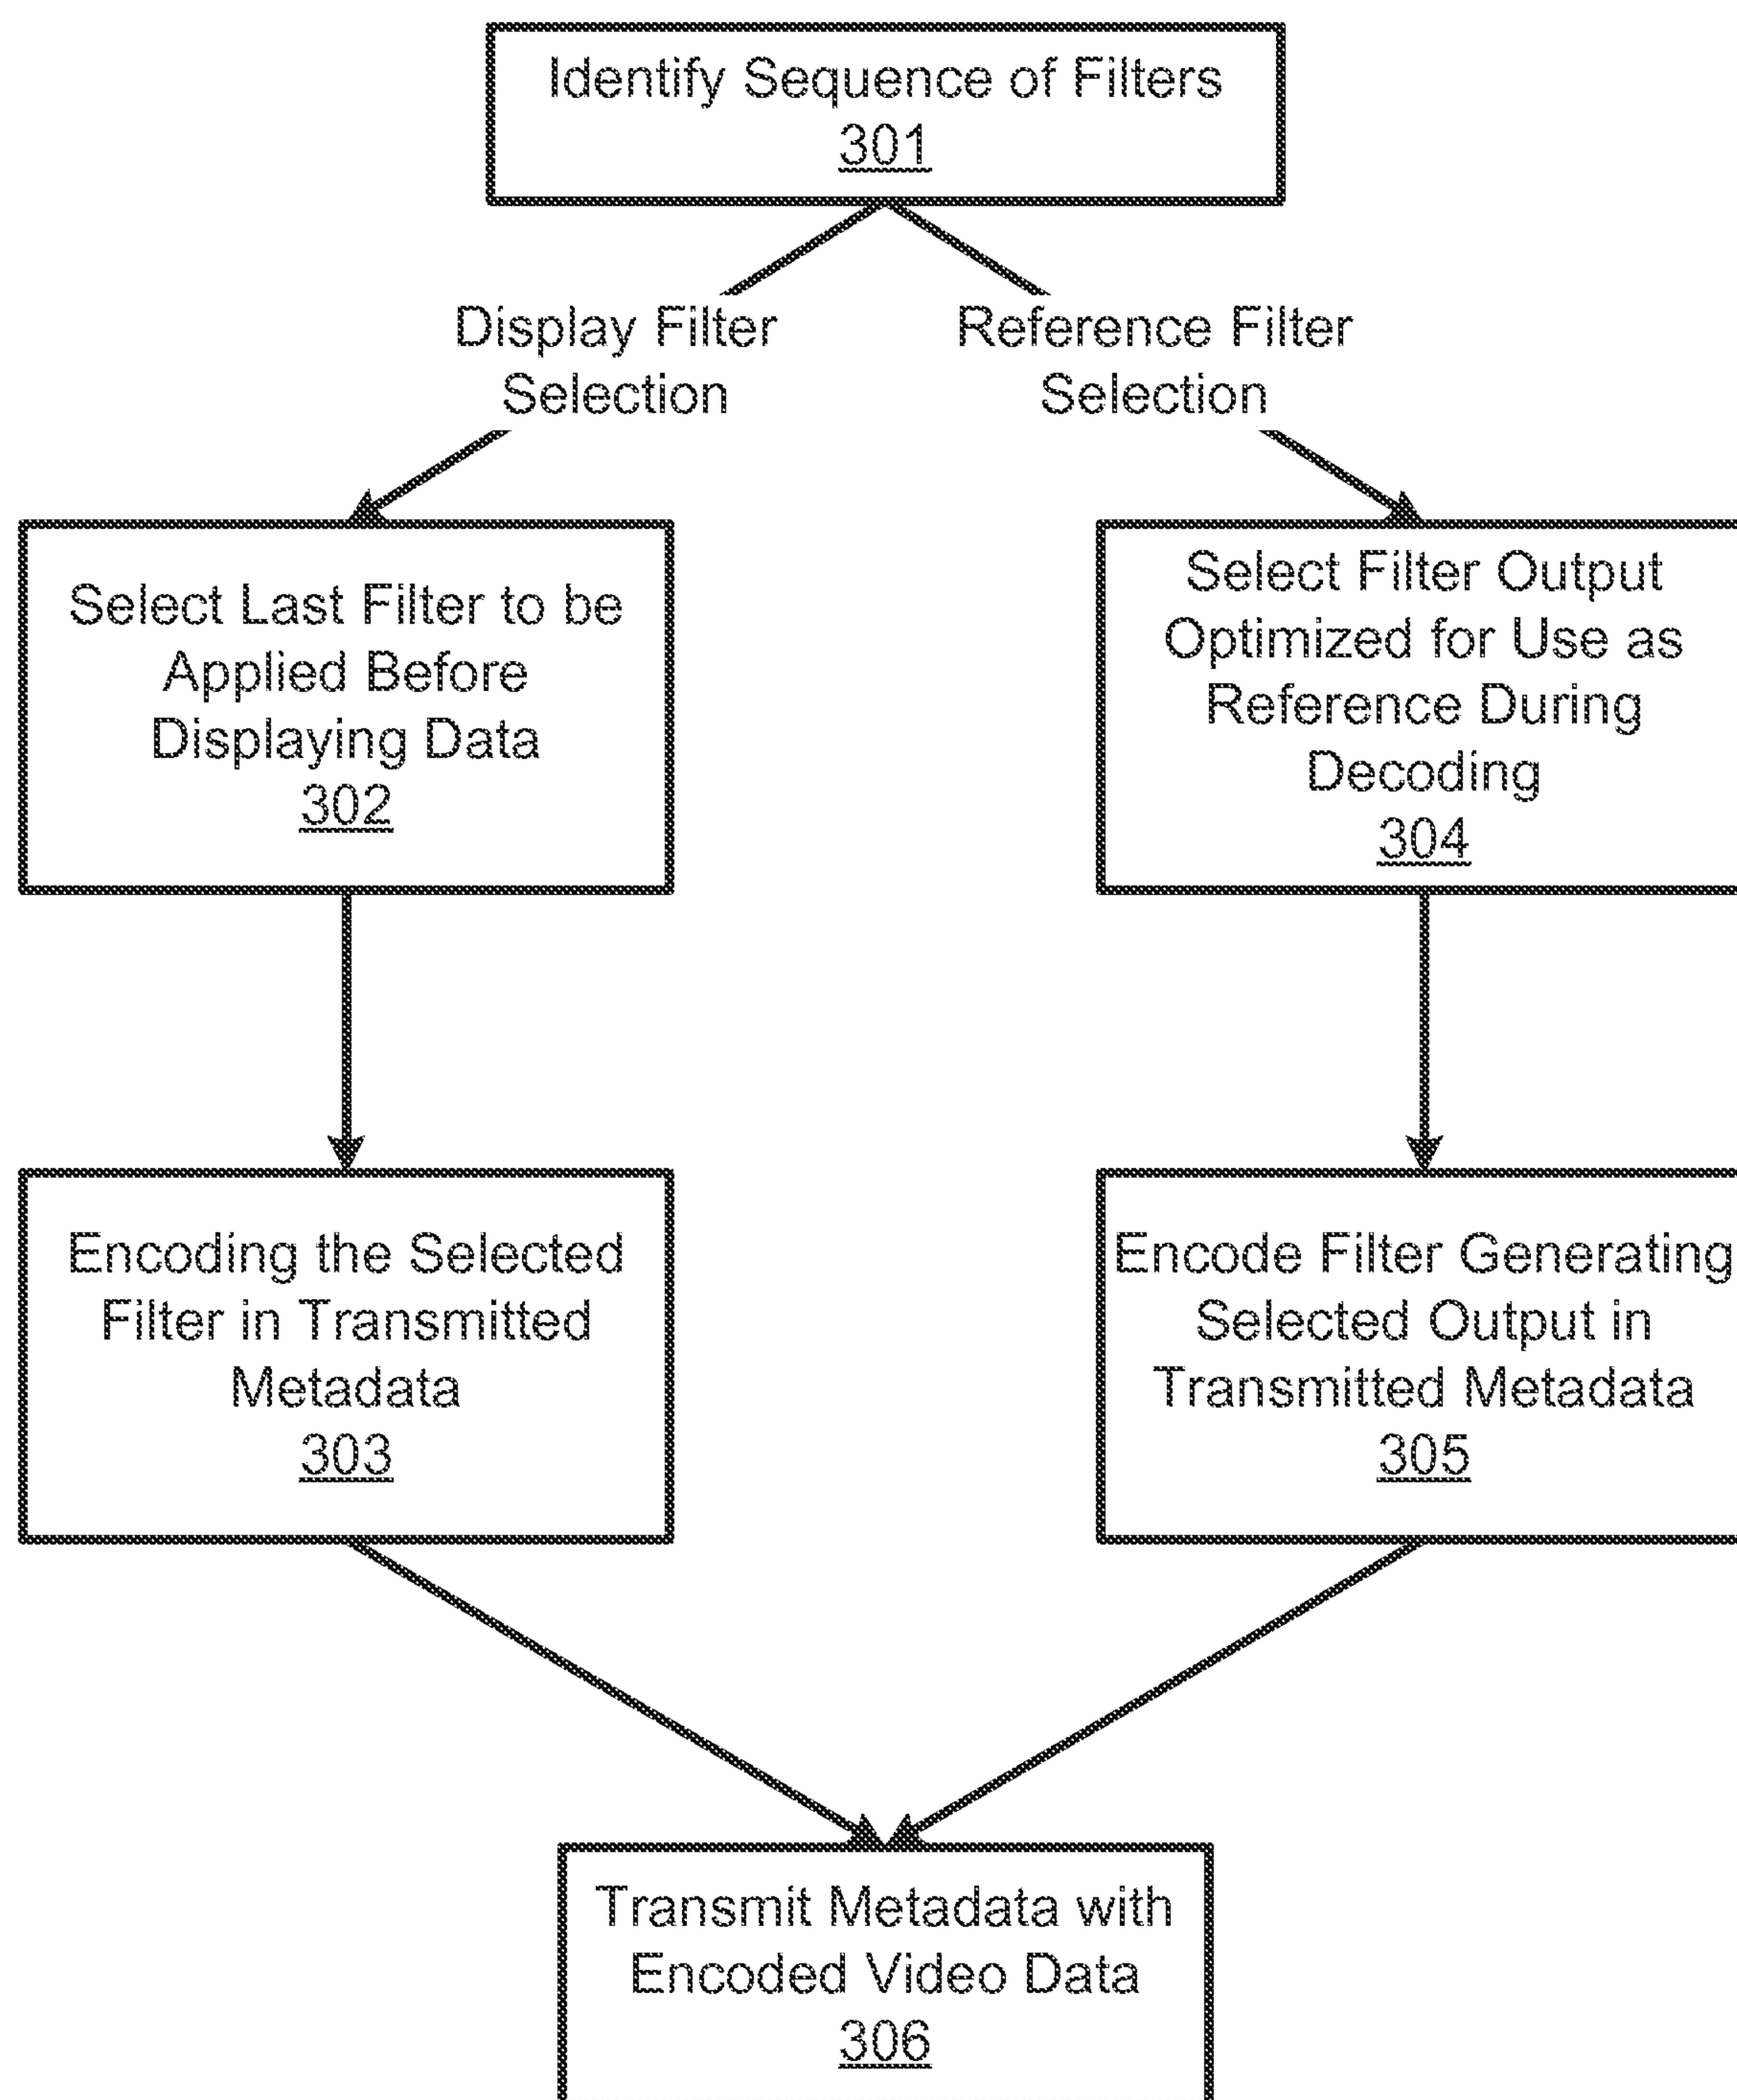 Identify Sequence of Filters
301
Display Filter
Selection
Reference Filter
Selection
Select Last Filter to be
Applied Before
Displaying Data
302
Select Filter Output
Optimized for Use as
Reference During
Decoding
304
Encoding the Selected
Filter in Transmitted
Metadata
303
Encode Filter Generating
Selected Output in
Transmitted Metadata
305
Transmit Metadata with
Encoded Video Data
306